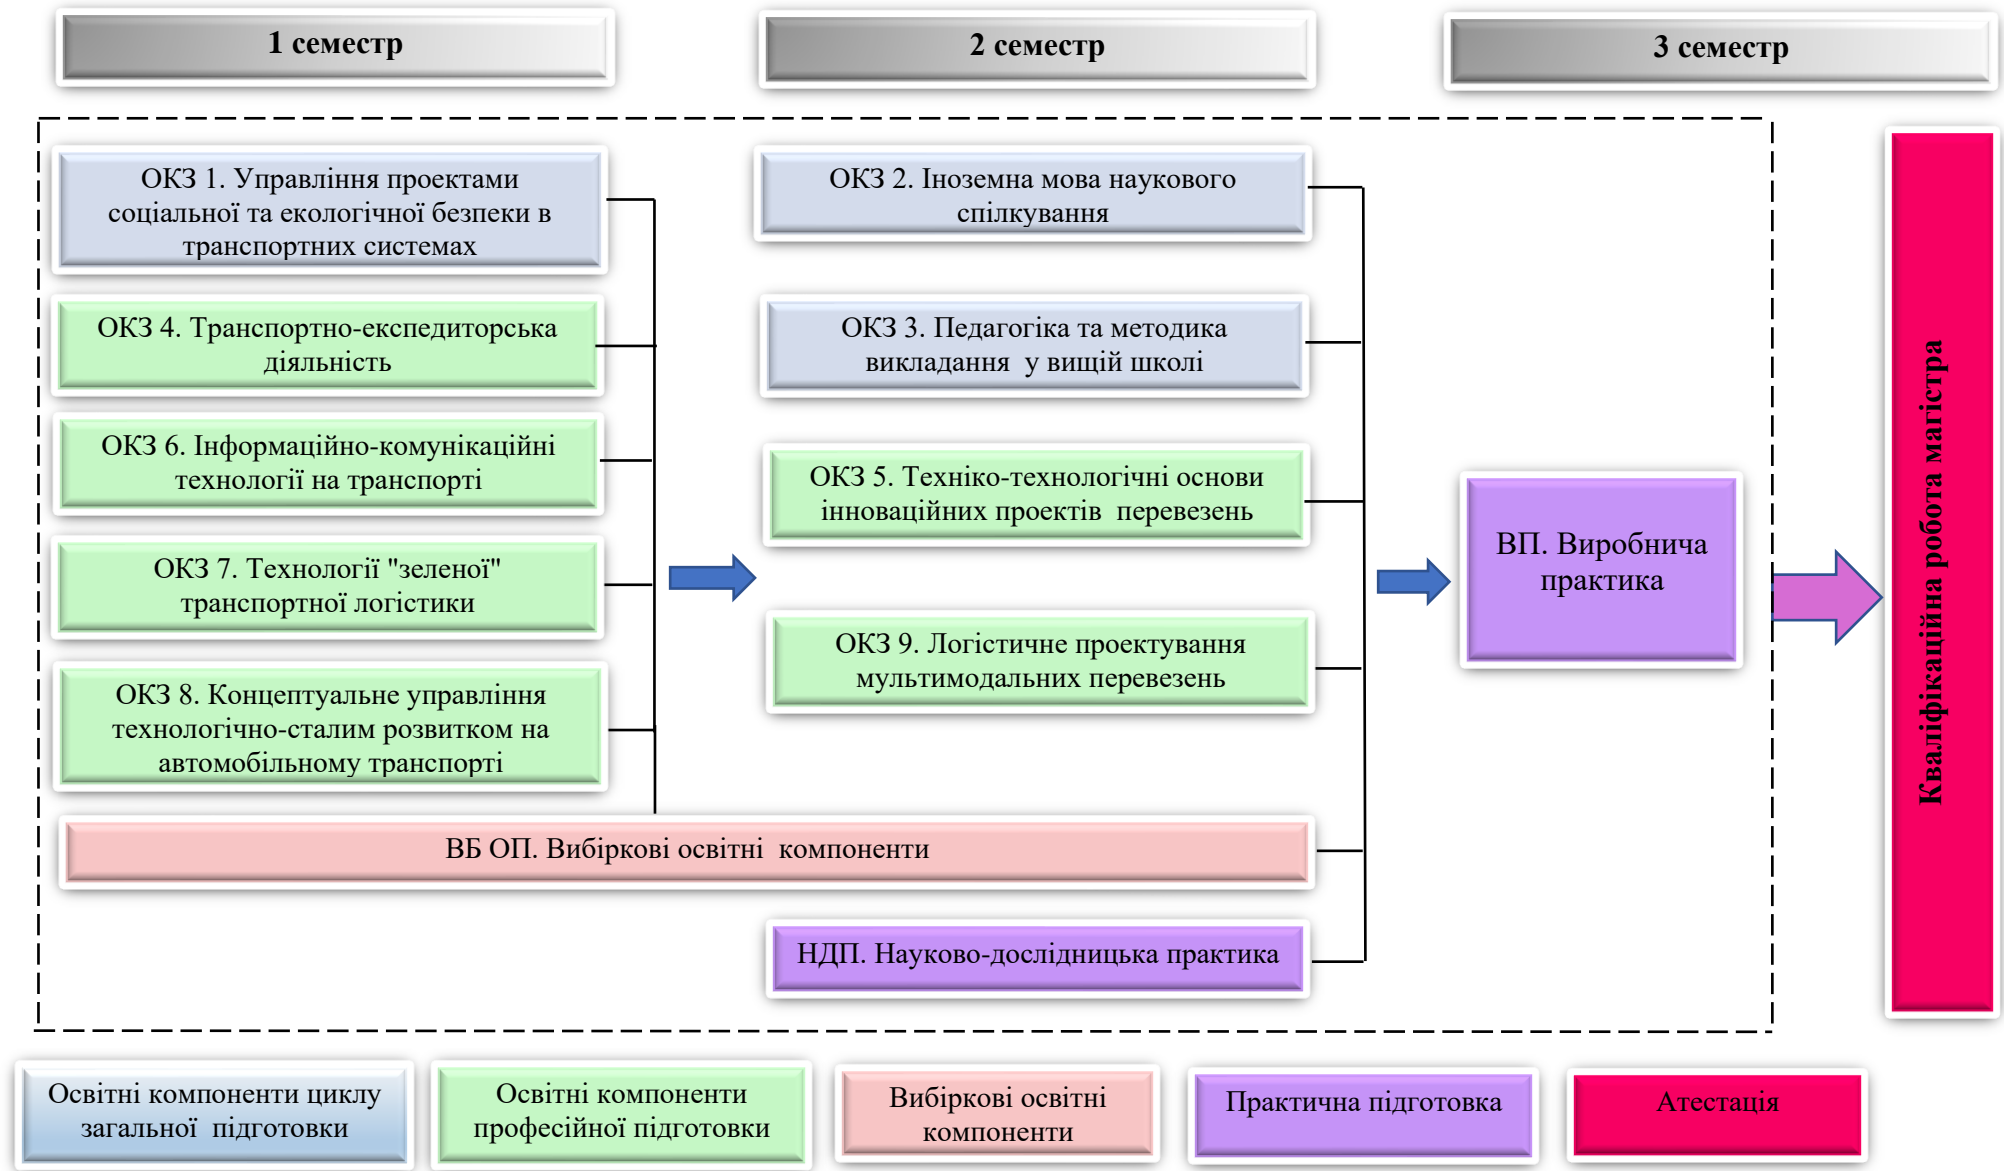 1 семестр
2 семестр
3 семестр
ОКЗ 1. Управління проектами
соціальної та екологічної безпеки в
транспортних системах
ОКЗ 4. Транспортно-експедиторська
діяльність
ОКЗ 6. Інформаційно-комунікаційні
технології на транспорті
ОКЗ 7. Технології "зеленої"
транспортної логістики
ОКЗ 8. Концептуальне управління
технологічно-сталим розвитком на
автомобільному транспорті
ОКЗ 2. Іноземна мова наукового
спілкування
ОКЗ 3. Педагогіка та методика
викладання у вищій школі
ОКЗ 5. Техніко-технологічні основи
інноваційних проектів перевезень
ОКЗ 9. Логістичне проектування
мультимодальних перевезень
ВБ ОП. Вибіркові освітні компоненти
НДП. Науково-дослідницька практика
ВП. Виробнича
практика
Кваліфікаційна робота магістра
Освітні компоненти циклу
загальної підготовки
Освітні компоненти
професійної підготовки
Вибіркові освітні
компоненти
Практична підготовка
Атестація